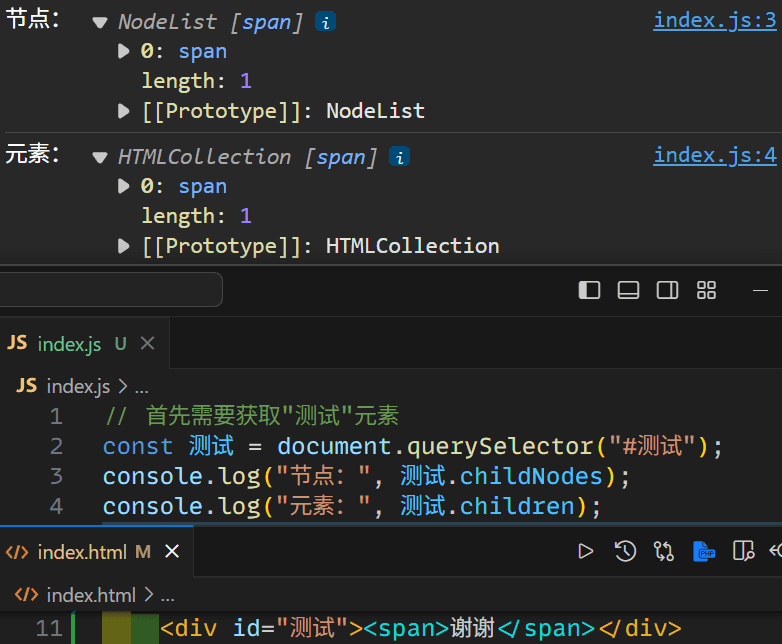 节点： ▼ NodeList [span] i index.js:3
▶ 0: span
length: 1
▶ [[Prototype]]: NodeList
元素： ▼ HTMLCollection [span] i index.js:4
▶ 0: span
length: 1
▶ [[Prototype]]: HTMLCollection
JS index.js U ×
JS index.js > ...
1 // 首先需要获取"测试"元素
2 const 测试 = document.querySelector("#测试");
3 console.log("节点：", 测试.childNodes);
4 console.log("元素：", 测试.children);
</> index.html M × PHP
</> index.html > ...
11 <div id="测试"><span>谢谢</span></div>